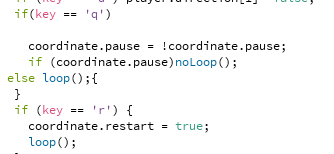 if(key == 'q')
coordinate.pause = !coordinate.pause;
if (coordinate.pause)noLoop();
else loop();{
}
if (key == 'r') {
coordinate.restart = true;
loop();